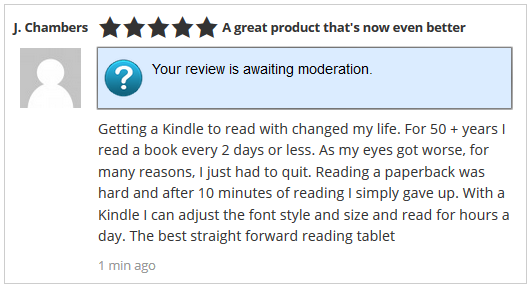 J. Chambers ★★★★★ A great product that's now even better
? Your review is awaiting moderation.
Getting a Kindle to read with changed my life. For 50 + years I
read a book every 2 days or less. As my eyes got worse, for
many reasons, I just had to quit. Reading a paperback was
hard and after 10 minutes of reading I simply gave up. With a
Kindle I can adjust the font style and size and read for hours a
day. The best straight forward reading tablet
1 min ago